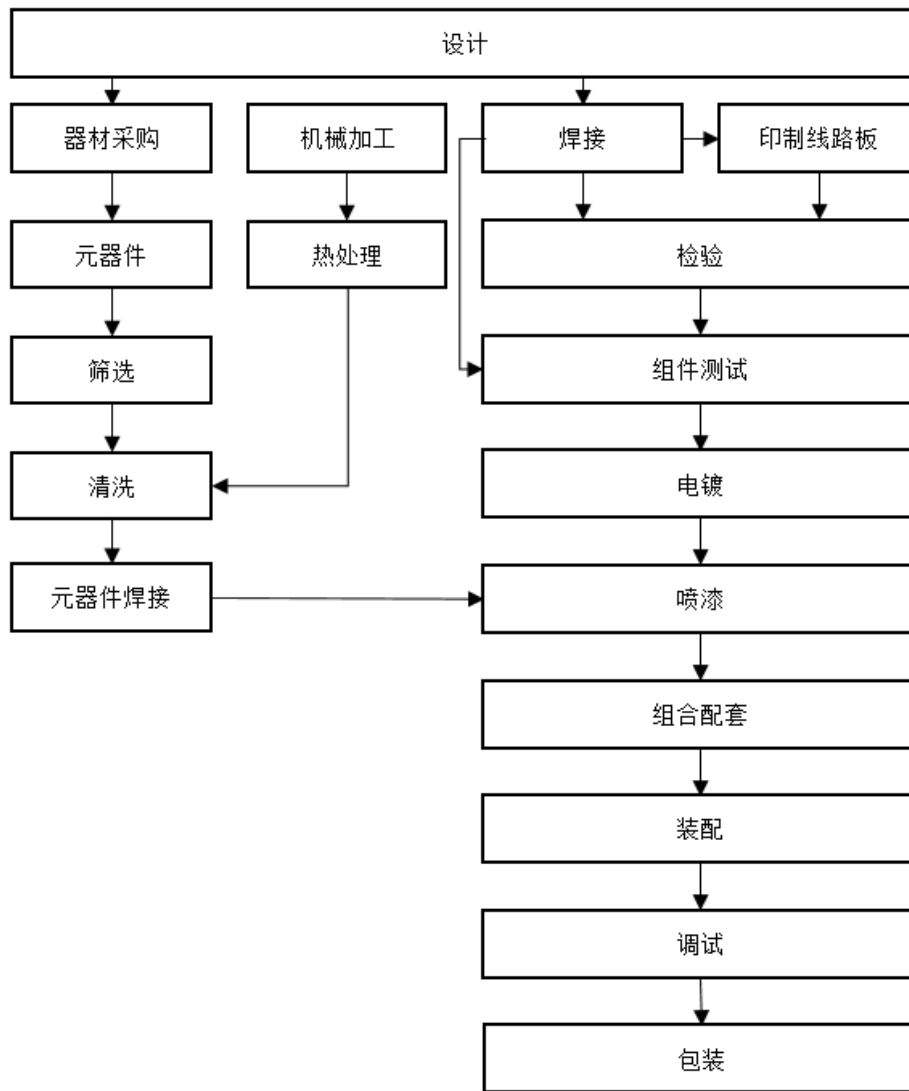 设计
器材采购
机械加工
焊接
印制线路板
元器件
热处理
检验
筛选
组件测试
清洗
电镀
元器件焊接
喷漆
组合配套
装配
调试
包装